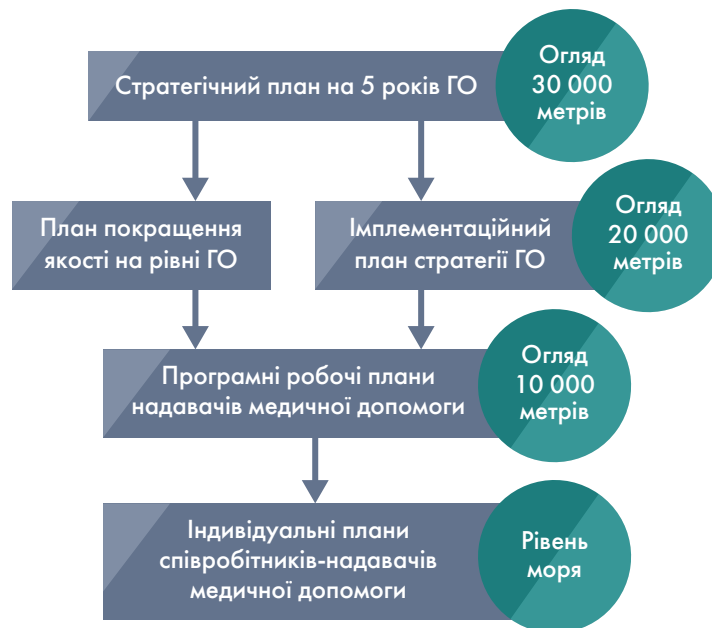 Стратегічний план на 5 років ГО
Огляд
30 000
метрів
План покращення
якості на рівні ГО
Імплементаційний
план стратегії ГО
Огляд
20 000
метрів
Програмні робочі плани
надавачів медичної допомоги
Огляд
10 000
метрів
Індивідуальні плани
співробітників-надавачів
медичної допомоги
Рівень
моря